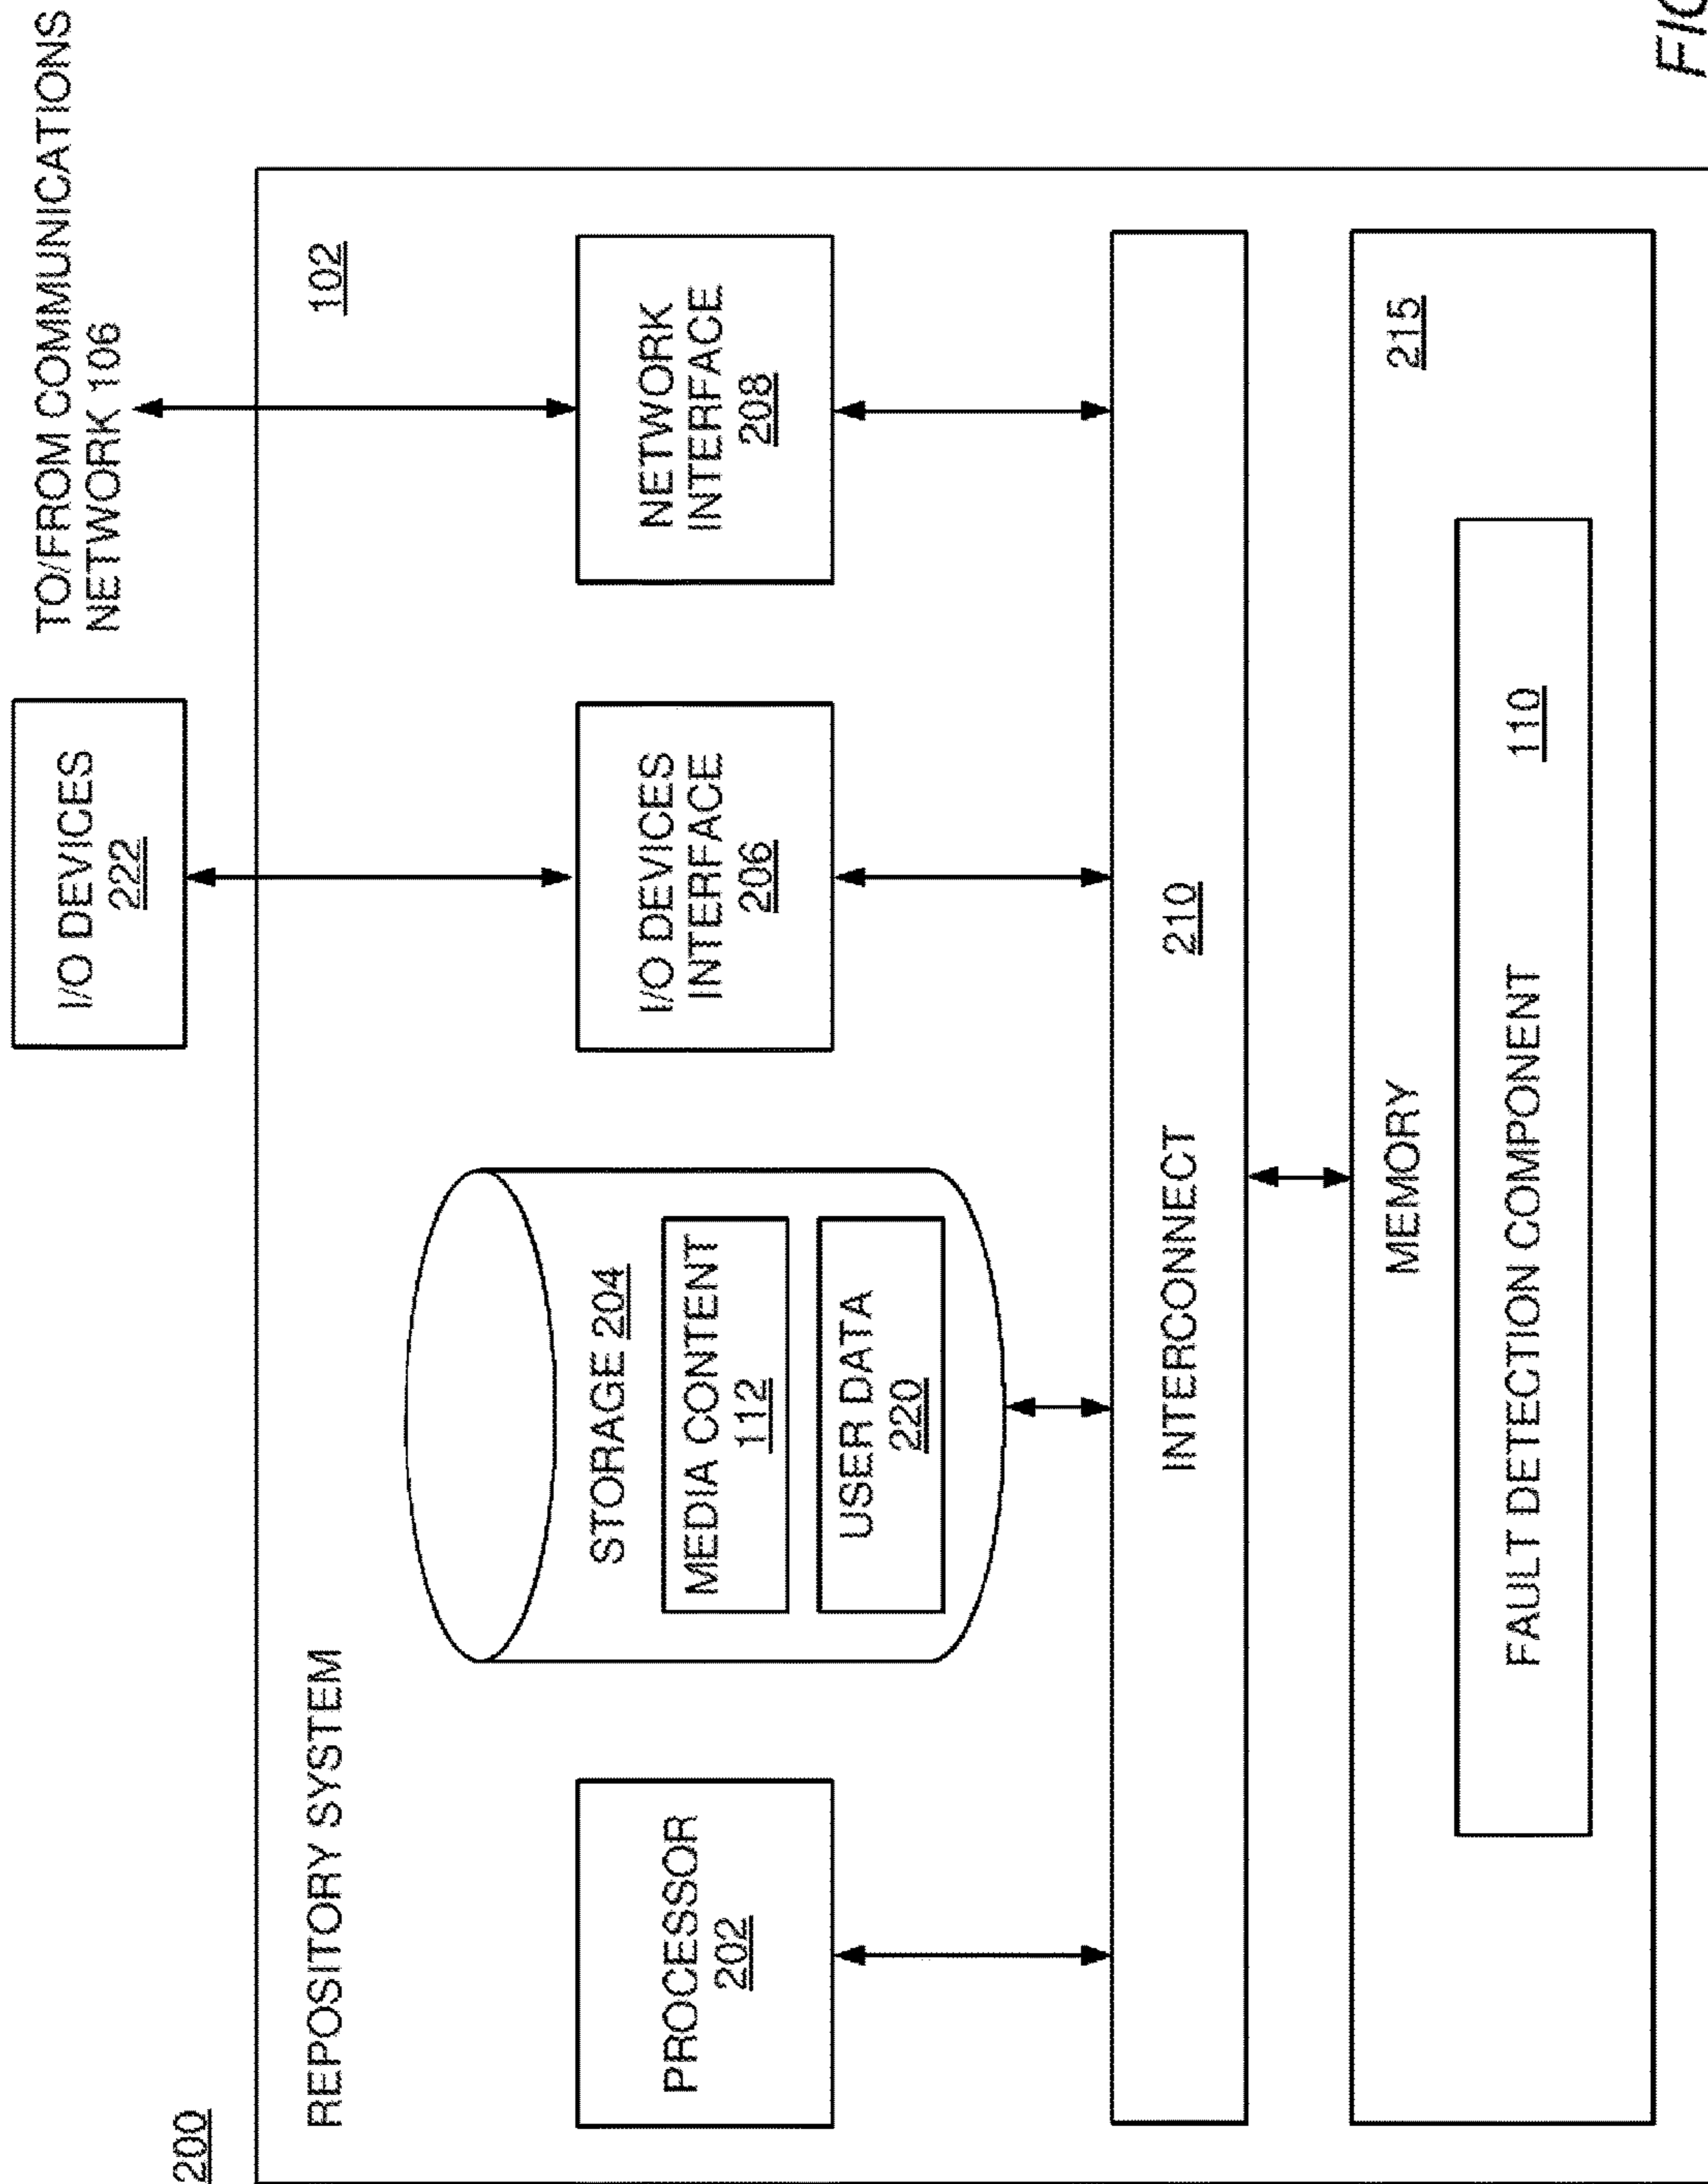 200
I/O DEVICES
222
TO/FROM COMMUNICATIONS
NETWORK 106
REPOSITORY SYSTEM
102
PROCESSOR
202
STORAGE 204
MEDIA CONTENT
112
USER DATA
220
I/O DEVICES
INTERFACE
206
NETWORK
INTERFACE
208
INTERCONNECT
210
MEMORY
215
FAULT DETECTION COMPONENT
110